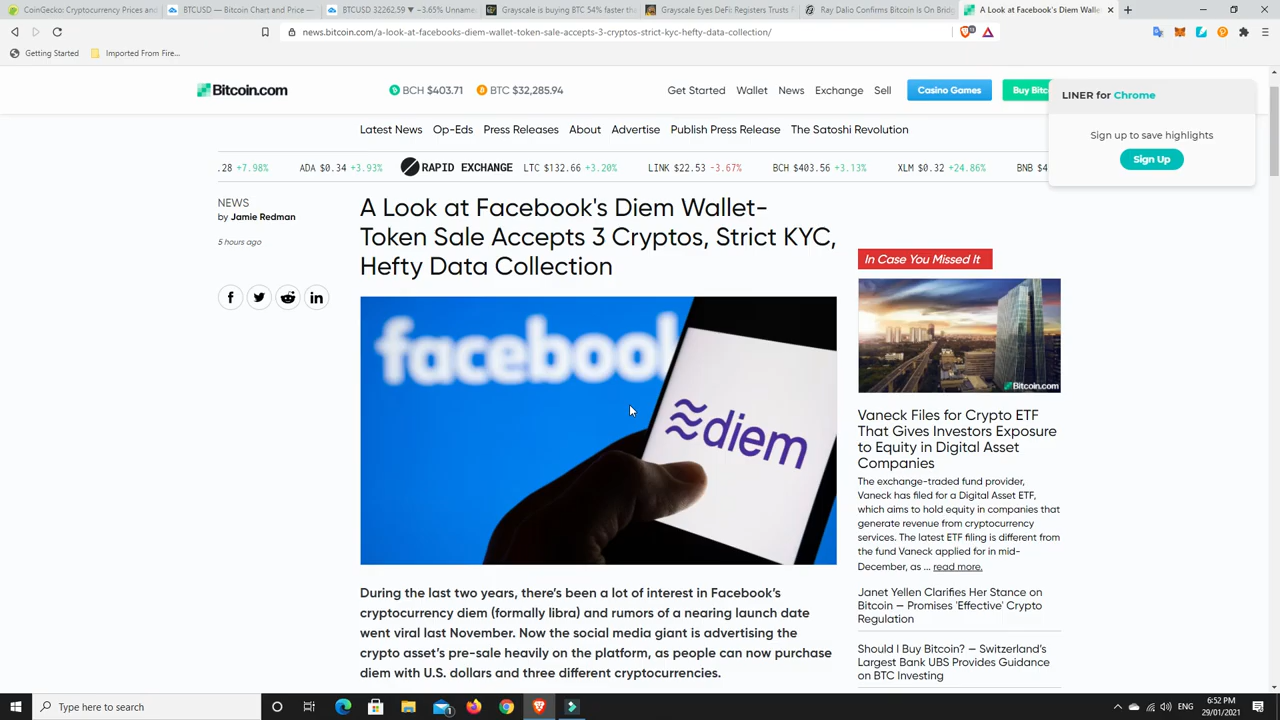 CoinGecko: Cryptocurrency Prices and
BTCUSD — Bitcoin Chart and Price —
BTCUSD 32262.59 ▼ −3.65% Unname
Grayscale is buying BTC 54% faster tha
Grayscale Eyes DeFi: Registers Trusts F
Ray Dalio Confirms Bitcoin Is On Bridg
A Look at Facebook's Diem Walle
news.bitcoin.com/a-look-at-facebooks-diem-wallet-token-sale-accepts-3-cryptos-strict-kyc-hefty-data-collection/
Getting Started
Imported From Fire...
Bitcoin.com
BCH $403.71
BTC $32,285.94
Get Started
Wallet
News
Exchange
Sell
Casino Games
Buy Bitc
LINER for Chrome
Sign up to save highlights
Sign Up
Latest News
Op-Eds
Press Releases
About
Advertise
Publish Press Release
The Satoshi Revolution
.28 +7.98%
ADA $0.34 +3.93%
RAPID EXCHANGE
LTC $132.66 +3.20%
LINK $22.53 -3.67%
BCH $403.56 +3.13%
XLM $0.32 +24.86%
BNB $4
NEWS
by Jamie Redman
5 hours ago
A Look at Facebook's Diem Wallet-
Token Sale Accepts 3 Cryptos, Strict KYC,
Hefty Data Collection
facebook
diem
During the last two years, there's been a lot of interest in Facebook's
cryptocurrency diem (formally libra) and rumors of a nearing launch date
went viral last November. Now the social media giant is advertising the
crypto asset's pre-sale heavily on the platform, as people can now purchase
diem with U.S. dollars and three different cryptocurrencies.
In Case You Missed It
Bitcoin.com
Vaneck Files for Crypto ETF
That Gives Investors Exposure
to Equity in Digital Asset
Companies
The exchange-traded fund provider,
Vaneck has filed for a Digital Asset ETF,
which aims to hold equity in companies that
generate revenue from cryptocurrency
services. The latest ETF filing is different from
the fund Vaneck applied for in mid-
December, as ... read more.
Janet Yellen Clarifies Her Stance on
Bitcoin — Promises 'Effective' Crypto
Regulation
Should I Buy Bitcoin? — Switzerland's
Largest Bank UBS Provides Guidance
on BTC Investing
Type here to search
ENG
6:52 PM
29/01/2021